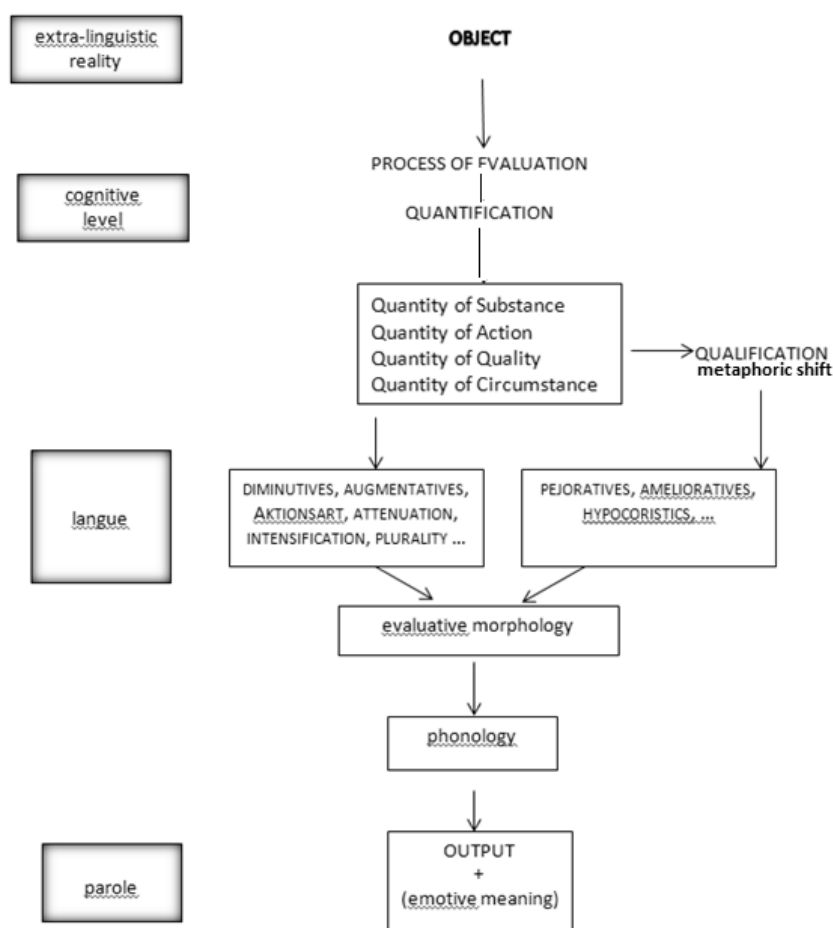 extra-linguistic
reality
OBJECT
PROCESS OF EVALUATION
cognitive
level
QUANTIFICATION
Quantity of Substance
Quantity of Action
Quantity of Quality
Quantity of Circumstance
QUALIFICATION
metaphoric shift
langue
DIMINUTIVES, AUGMENTATIVES,
AKTIONSART, ATTENUATION,
INTENSIFICATION, PLURALITY ...
PEJORATIVES, AMELIORATIVES,
HYPOCORISTICS, ...
evaluative morphology
phonology
parole
OUTPUT
+
(emotive meaning)